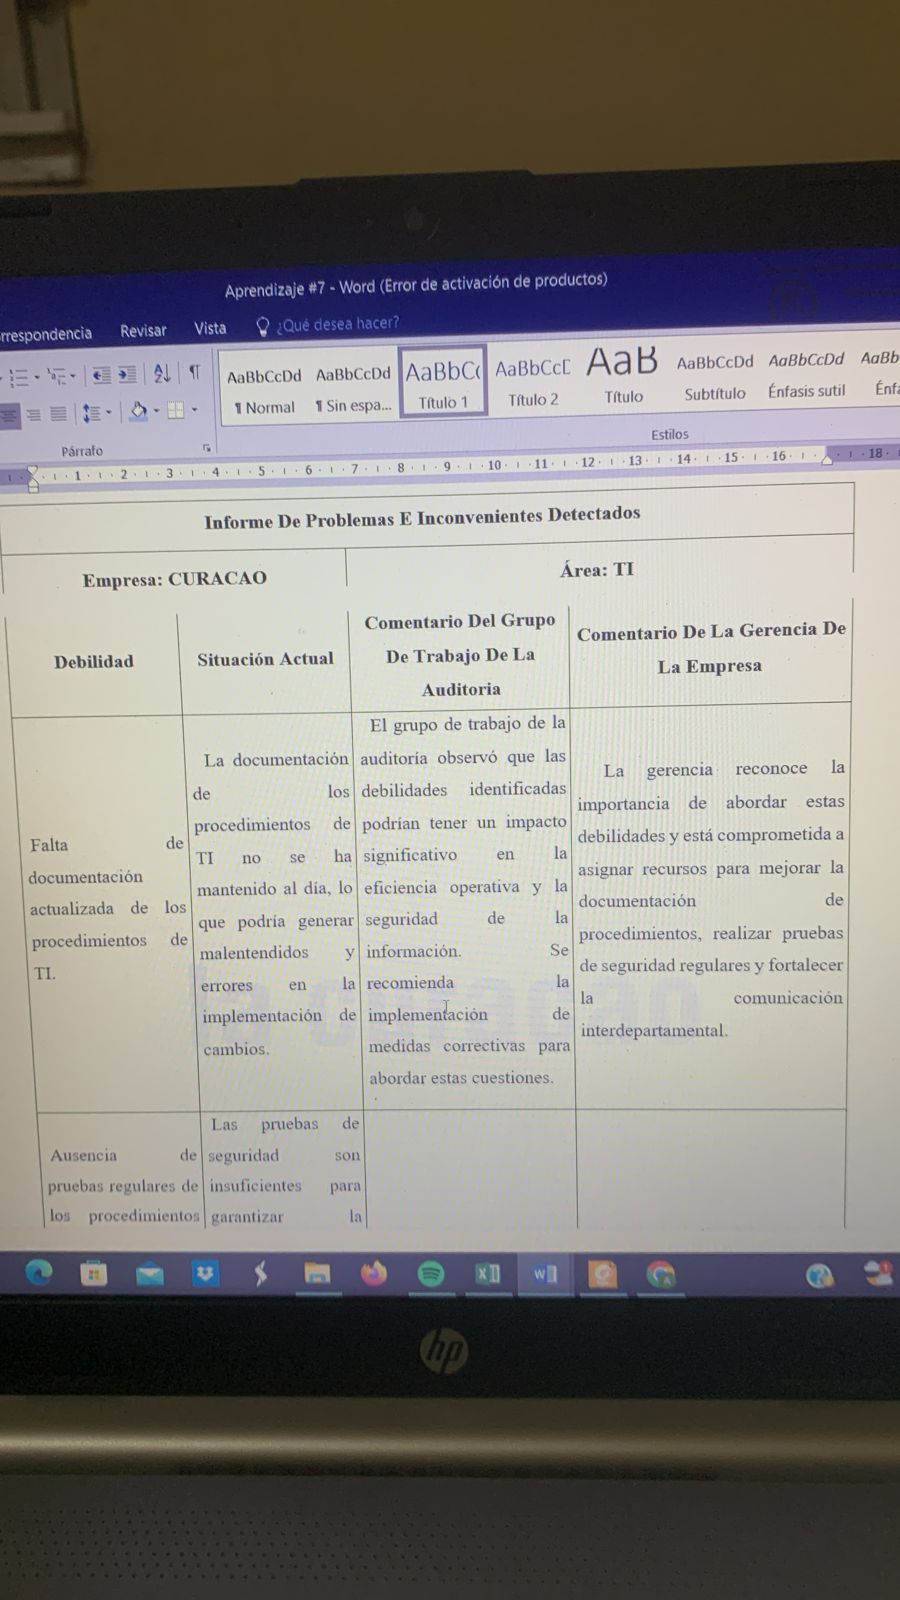 Aprendizaje #7 - Word (Error de activación de productos)
rrespondencia Revisar Vista ¿Qué desea hacer?
AaBbCcDd AaBbCcDd AaBbC AaBbCcD AaB AaBbCcDd AaBbCcDd AaBb
¶ Normal ¶ Sin espa... Título 1 Título 2 Título Subtítulo Énfasis sutil Énfa
Párrafo Estilos
1 2 3 4 5 6 7 8 9 10 11 12 13 14 15 16 18
Informe De Problemas E Inconvenientes Detectados
Empresa: CURACAO Área: TI
Debilidad
Situación Actual
Comentario Del Grupo
De Trabajo De La
Auditoria
Comentario De La Gerencia De
La Empresa
Falta de
documentación
actualizada de los
procedimientos de
TI.
La documentación
de los
procedimientos de
TI no se ha
mantenido al día, lo
que podría generar
malentendidos y
errores en la
implementación de
cambios.
El grupo de trabajo de la
auditoría observó que las
debilidades identificadas
podrían tener un impacto
significativo en la
eficiencia operativa y la
seguridad de la
información. Se
recomienda la
implementación de
medidas correctivas para
abordar estas cuestiones.
La gerencia reconoce la
importancia de abordar estas
debilidades y está comprometida a
asignar recursos para mejorar la
documentación de
procedimientos, realizar pruebas
de seguridad regulares y fortalecer
la comunicación
interdepartamental.
Ausencia de
pruebas regulares de
los procedimientos
Las pruebas de
seguridad son
insuficientes para
garantizar la
hp